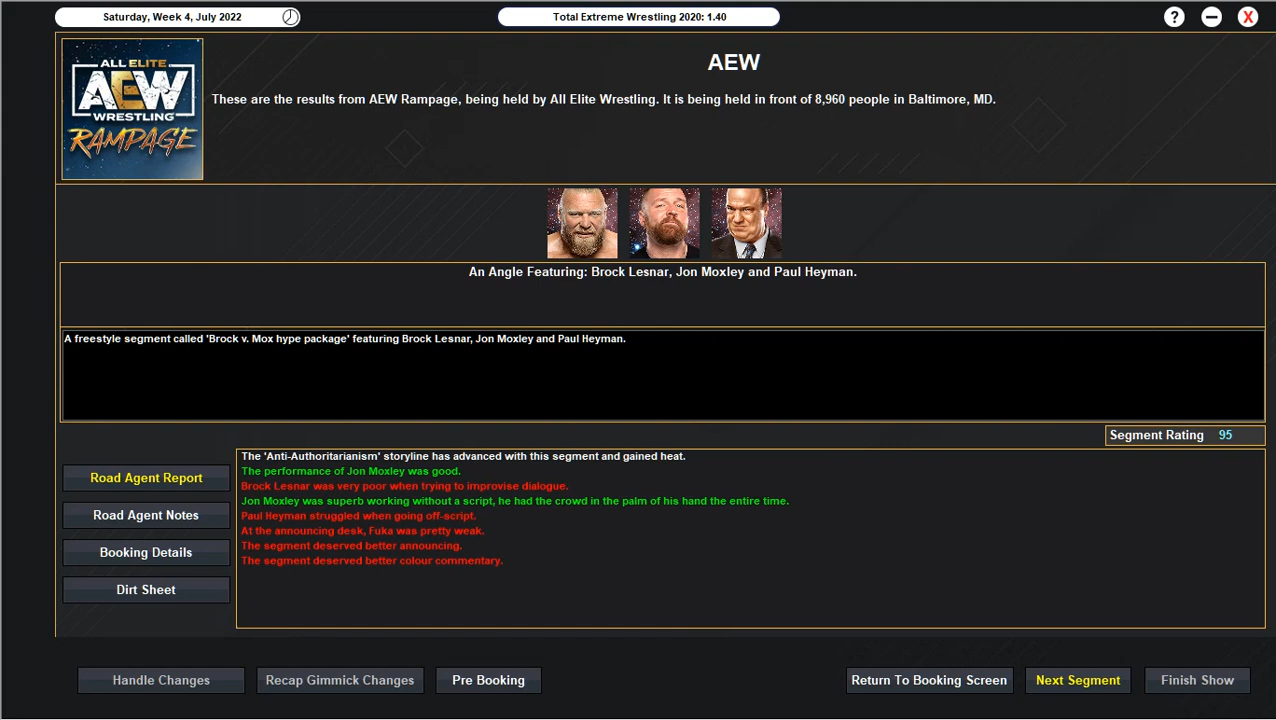 Saturday, Week 4, July 2022
Total Extreme Wrestling 2020: 1.40
?
X
ALL ELITE
AEW
WRESTLING
RAMPAGE
AEW
These are the results from AEW Rampage, being held by All Elite Wrestling. It is being held in front of 8,960 people in Baltimore, MD.
An Angle Featuring: Brock Lesnar, Jon Moxley and Paul Heyman.
A freestyle segment called 'Brock v. Mox hype package' featuring Brock Lesnar, Jon Moxley and Paul Heyman.
Segment Rating 95
Road Agent Report
Road Agent Notes
Booking Details
Dirt Sheet
The 'Anti-Authoritarianism' storyline has advanced with this segment and gained heat.
The performance of Jon Moxley was good.
Brock Lesnar was very poor when trying to improvise dialogue.
Jon Moxley was superb working without a script, he had the crowd in the palm of his hand the entire time.
Paul Heyman struggled when going off-script.
At the announcing desk, Fuka was pretty weak.
The segment deserved better announcing.
The segment deserved better colour commentary.
Handle Changes
Recap Gimmick Changes
Pre Booking
Return To Booking Screen
Next Segment
Finish Show